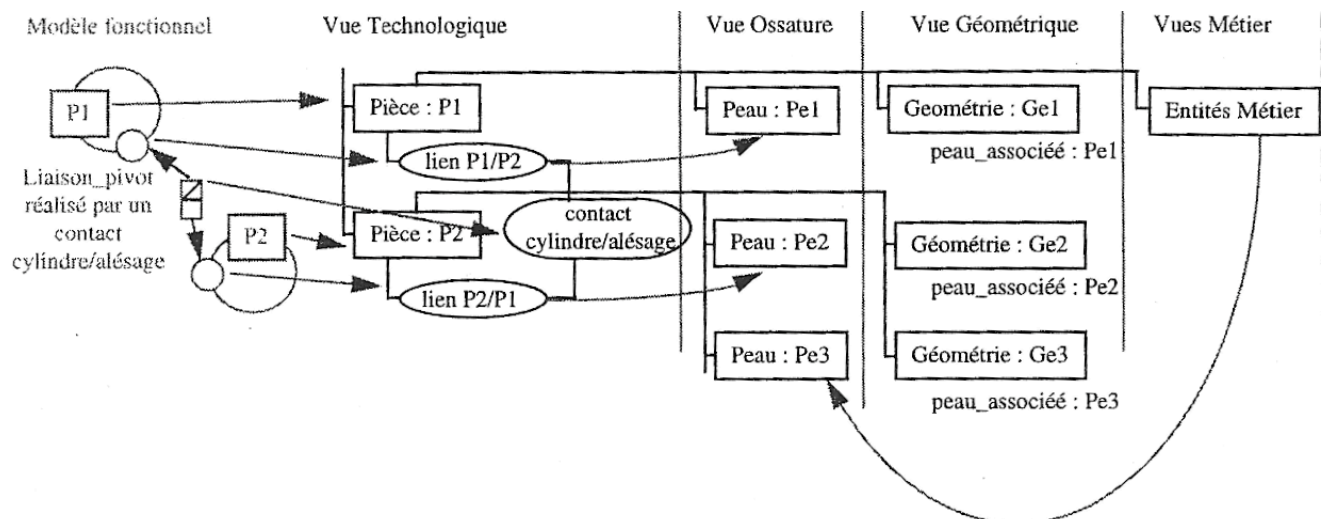 Modèle fonctionnel
Vue Technologique
Vue Ossature
Vue Géométrique
Vues Métier
P1
Pièce : P1
Peau : Pe1
Geométrie : Ge1
Entités Métier
peau_associéé : Pe1
lien P1/P2
Liaison_pivot
réalisé par un
contact
cylindre/alésage
P2
Pièce : P2
contact
cylindre/alésage
Peau : Pe2
Géométrie : Ge2
peau_associéé : Pe2
lien P2/P1
Peau : Pe3
Géométrie : Ge3
peau_associéé : Pe3